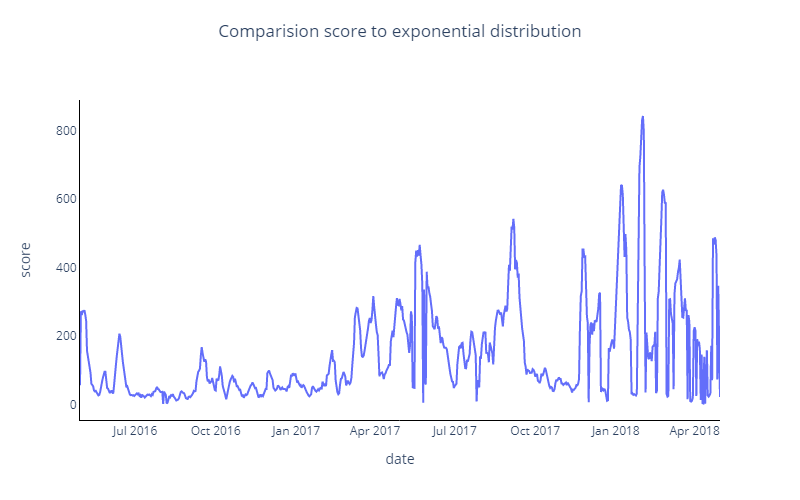 Comparision score to exponential distribution
800
600
400
200
0
score
Jul 2016 Oct 2016 Jan 2017 Apr 2017 Jul 2017 Oct 2017 Jan 2018 Apr 2018
date